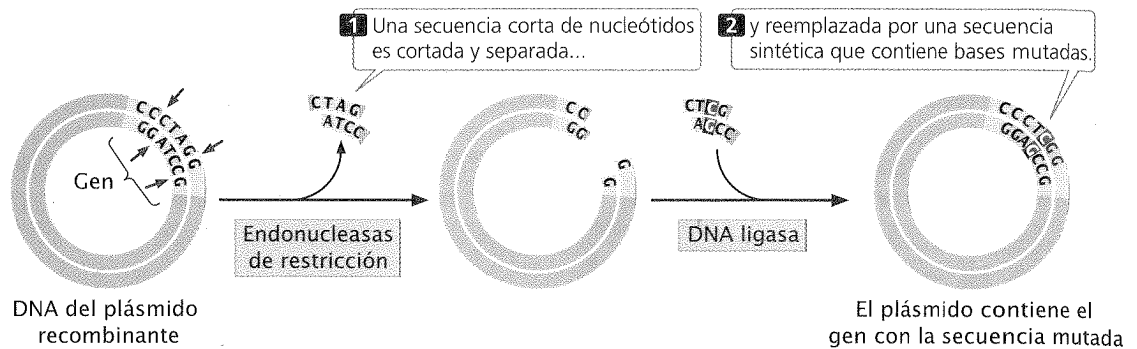 1 Una secuencia corta de nucleótidos
es cortada y separada...
2 y reemplazada por una secuencia
sintética que contiene bases mutadas.
CCCTAGG
GGATCCG
Gen
CTAG
ATCC
CC
GG
G
G
CTCG
AGCC
CCCTCGG
GGAGCCG
Endonucleasas
de restricción
DNA ligasa
DNA del plásmido
recombinante
El plásmido contiene el
gen con la secuencia mutada